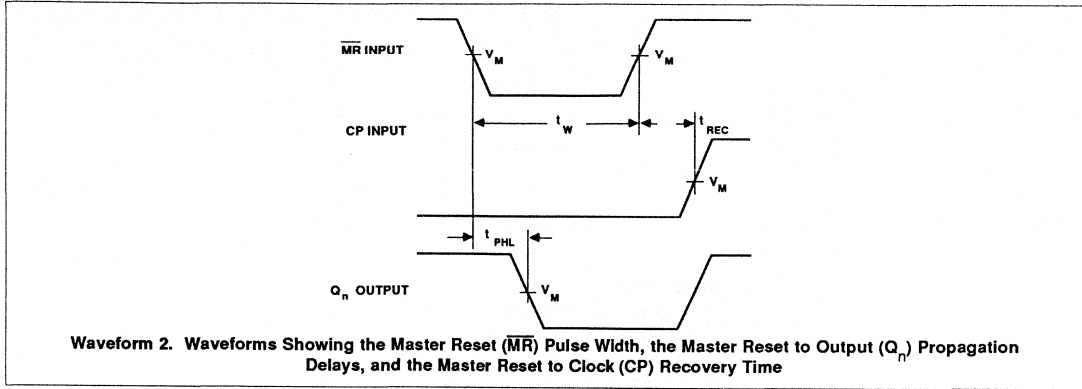 M̅R̅ INPUT
V_M
V_M
CP INPUT
t_W
t_REC
V_M
t_PHL
Q_n OUTPUT
V_M
Waveform 2. Waveforms Showing the Master Reset (M̅R̅) Pulse Width, the Master Reset to Output (Q_n) Propagation
Delays, and the Master Reset to Clock (CP) Recovery Time